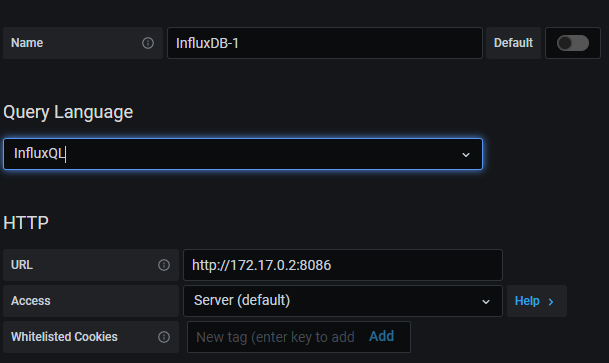 Name InfluxDB-1 Default
Query Language
InfluxQL
HTTP
URL http://172.17.0.2:8086
Access Server (default) Help >
Whitelisted Cookies New tag (enter key to add Add